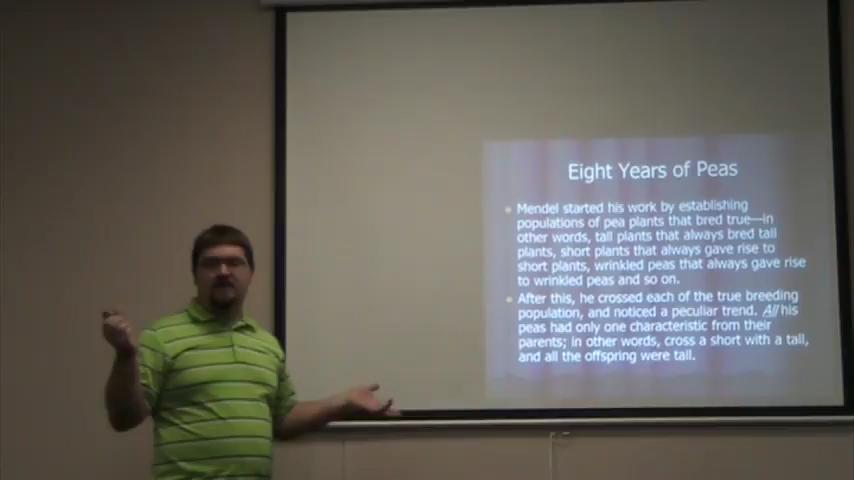 Eight Years of Peas
Mendel started his work by establishing
populations of pea plants that bred true—in
other words, tall plants that always bred tall
plants, short plants that always gave rise to
short plants, wrinkled peas that always gave rise
to wrinkled peas and so on.
After this, he crossed each of the true breeding
population, and noticed a peculiar trend. All his
peas had only one characteristic from their
parents; in other words, cross a short with a tall,
and all the offspring were tall.